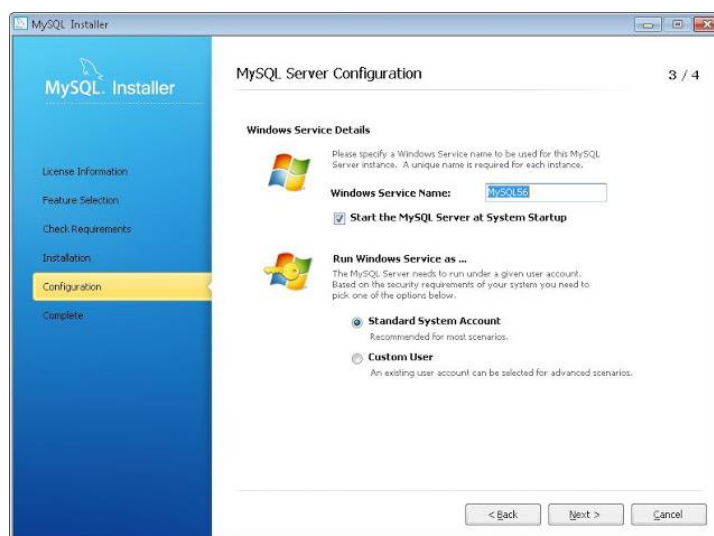 MySQL Installer
MySQL. Installer
MySQL Server Configuration
3 / 4
License Information
Feature Selection
Check Requirements
Installation
Configuration
Complete
Windows Service Details
Please specify a Windows Service name to be used for this MySQL
Server instance. A unique name is required for each instance.
Windows Service Name:
MySQL56
Start the MySQL Server at System Startup
Run Windows Service as ...
The MySQL Server needs to run under a given user account.
Based on the security requirements of your system you need to
pick one of the options below.
Standard System Account
Recommended for most scenarios.
Custom User
An existing user account can be selected for advanced scenarios.
< Back
Next >
Cancel